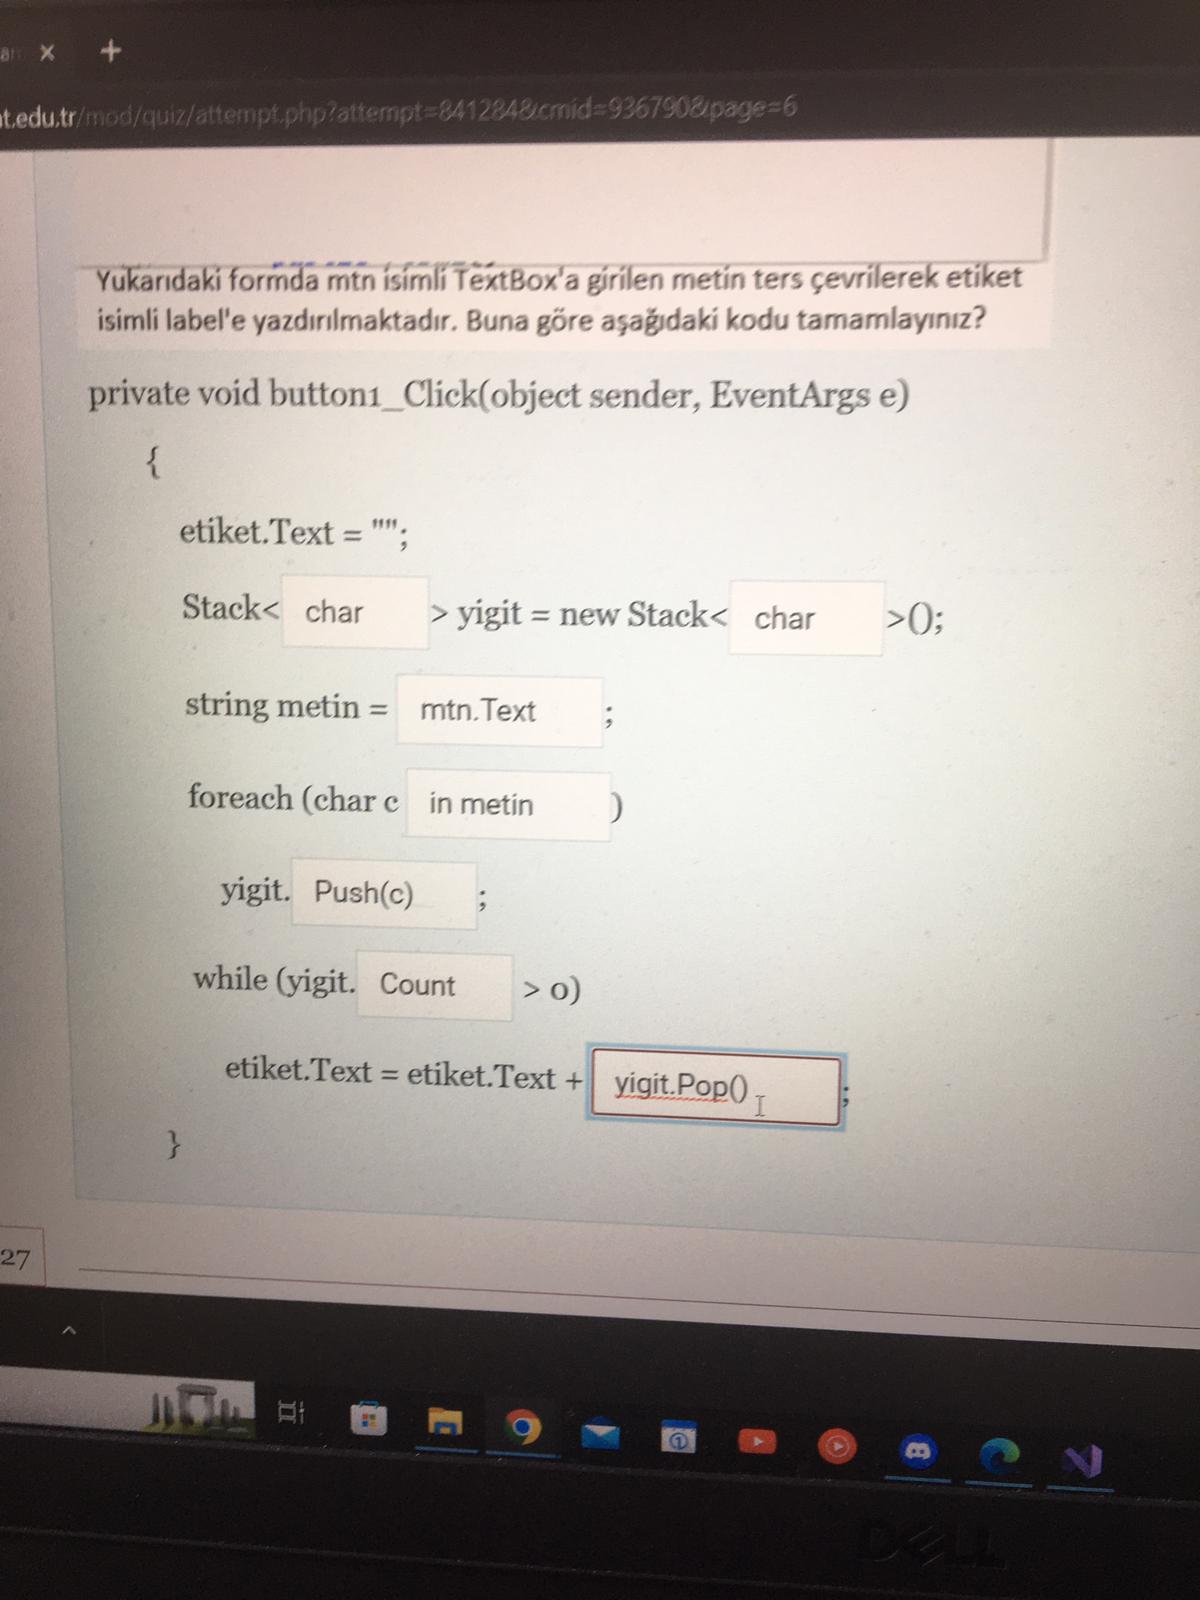 t.edu.tr/mod/quiz/attempt.php?attempt=841284&cmid=936790&page=6
Yukarıdaki formda mtn isimli TextBox'a girilen metin ters çevrilerek etiket
isimli label'e yazdırılmaktadır. Buna göre aşağıdaki kodu tamamlayınız?
private void button1_Click(object sender, EventArgs e)
{
etiket.Text = "";
Stack< char > yigit = new Stack< char >();
string metin = mtn.Text ;
foreach (char c in metin )
yigit. Push(c) ;
while (yigit. Count > 0)
etiket.Text = etiket.Text + yigit.Pop() ;
}
27
DELL